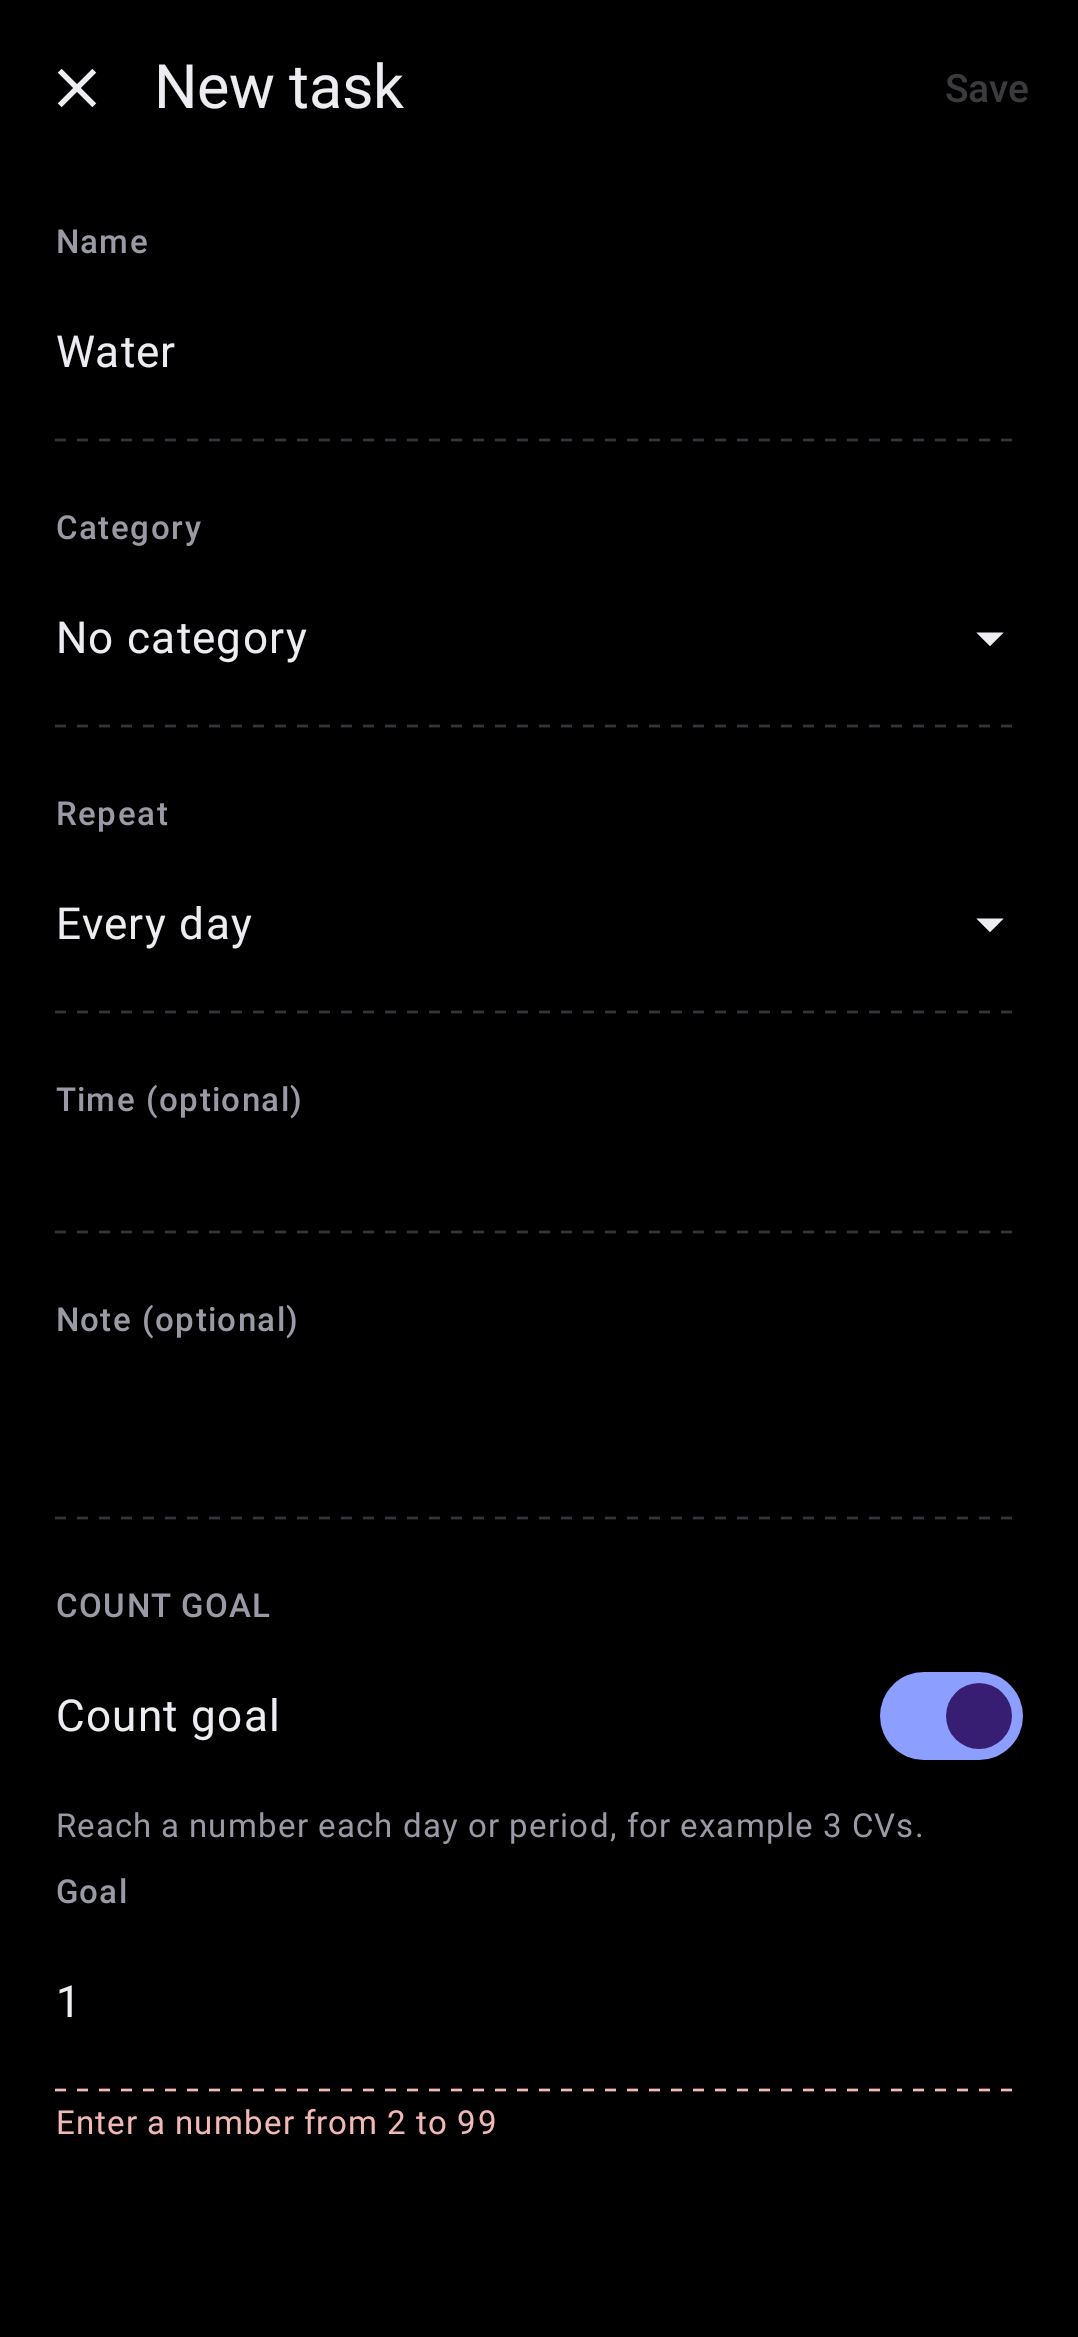 New task
Save
Name
Water
Category
No category
Repeat
Every day
Time (optional)
Note (optional)
COUNT GOAL
Count goal
Reach a number each day or period, for example 3 CVs.
Goal
1
Enter a number from 2 to 99